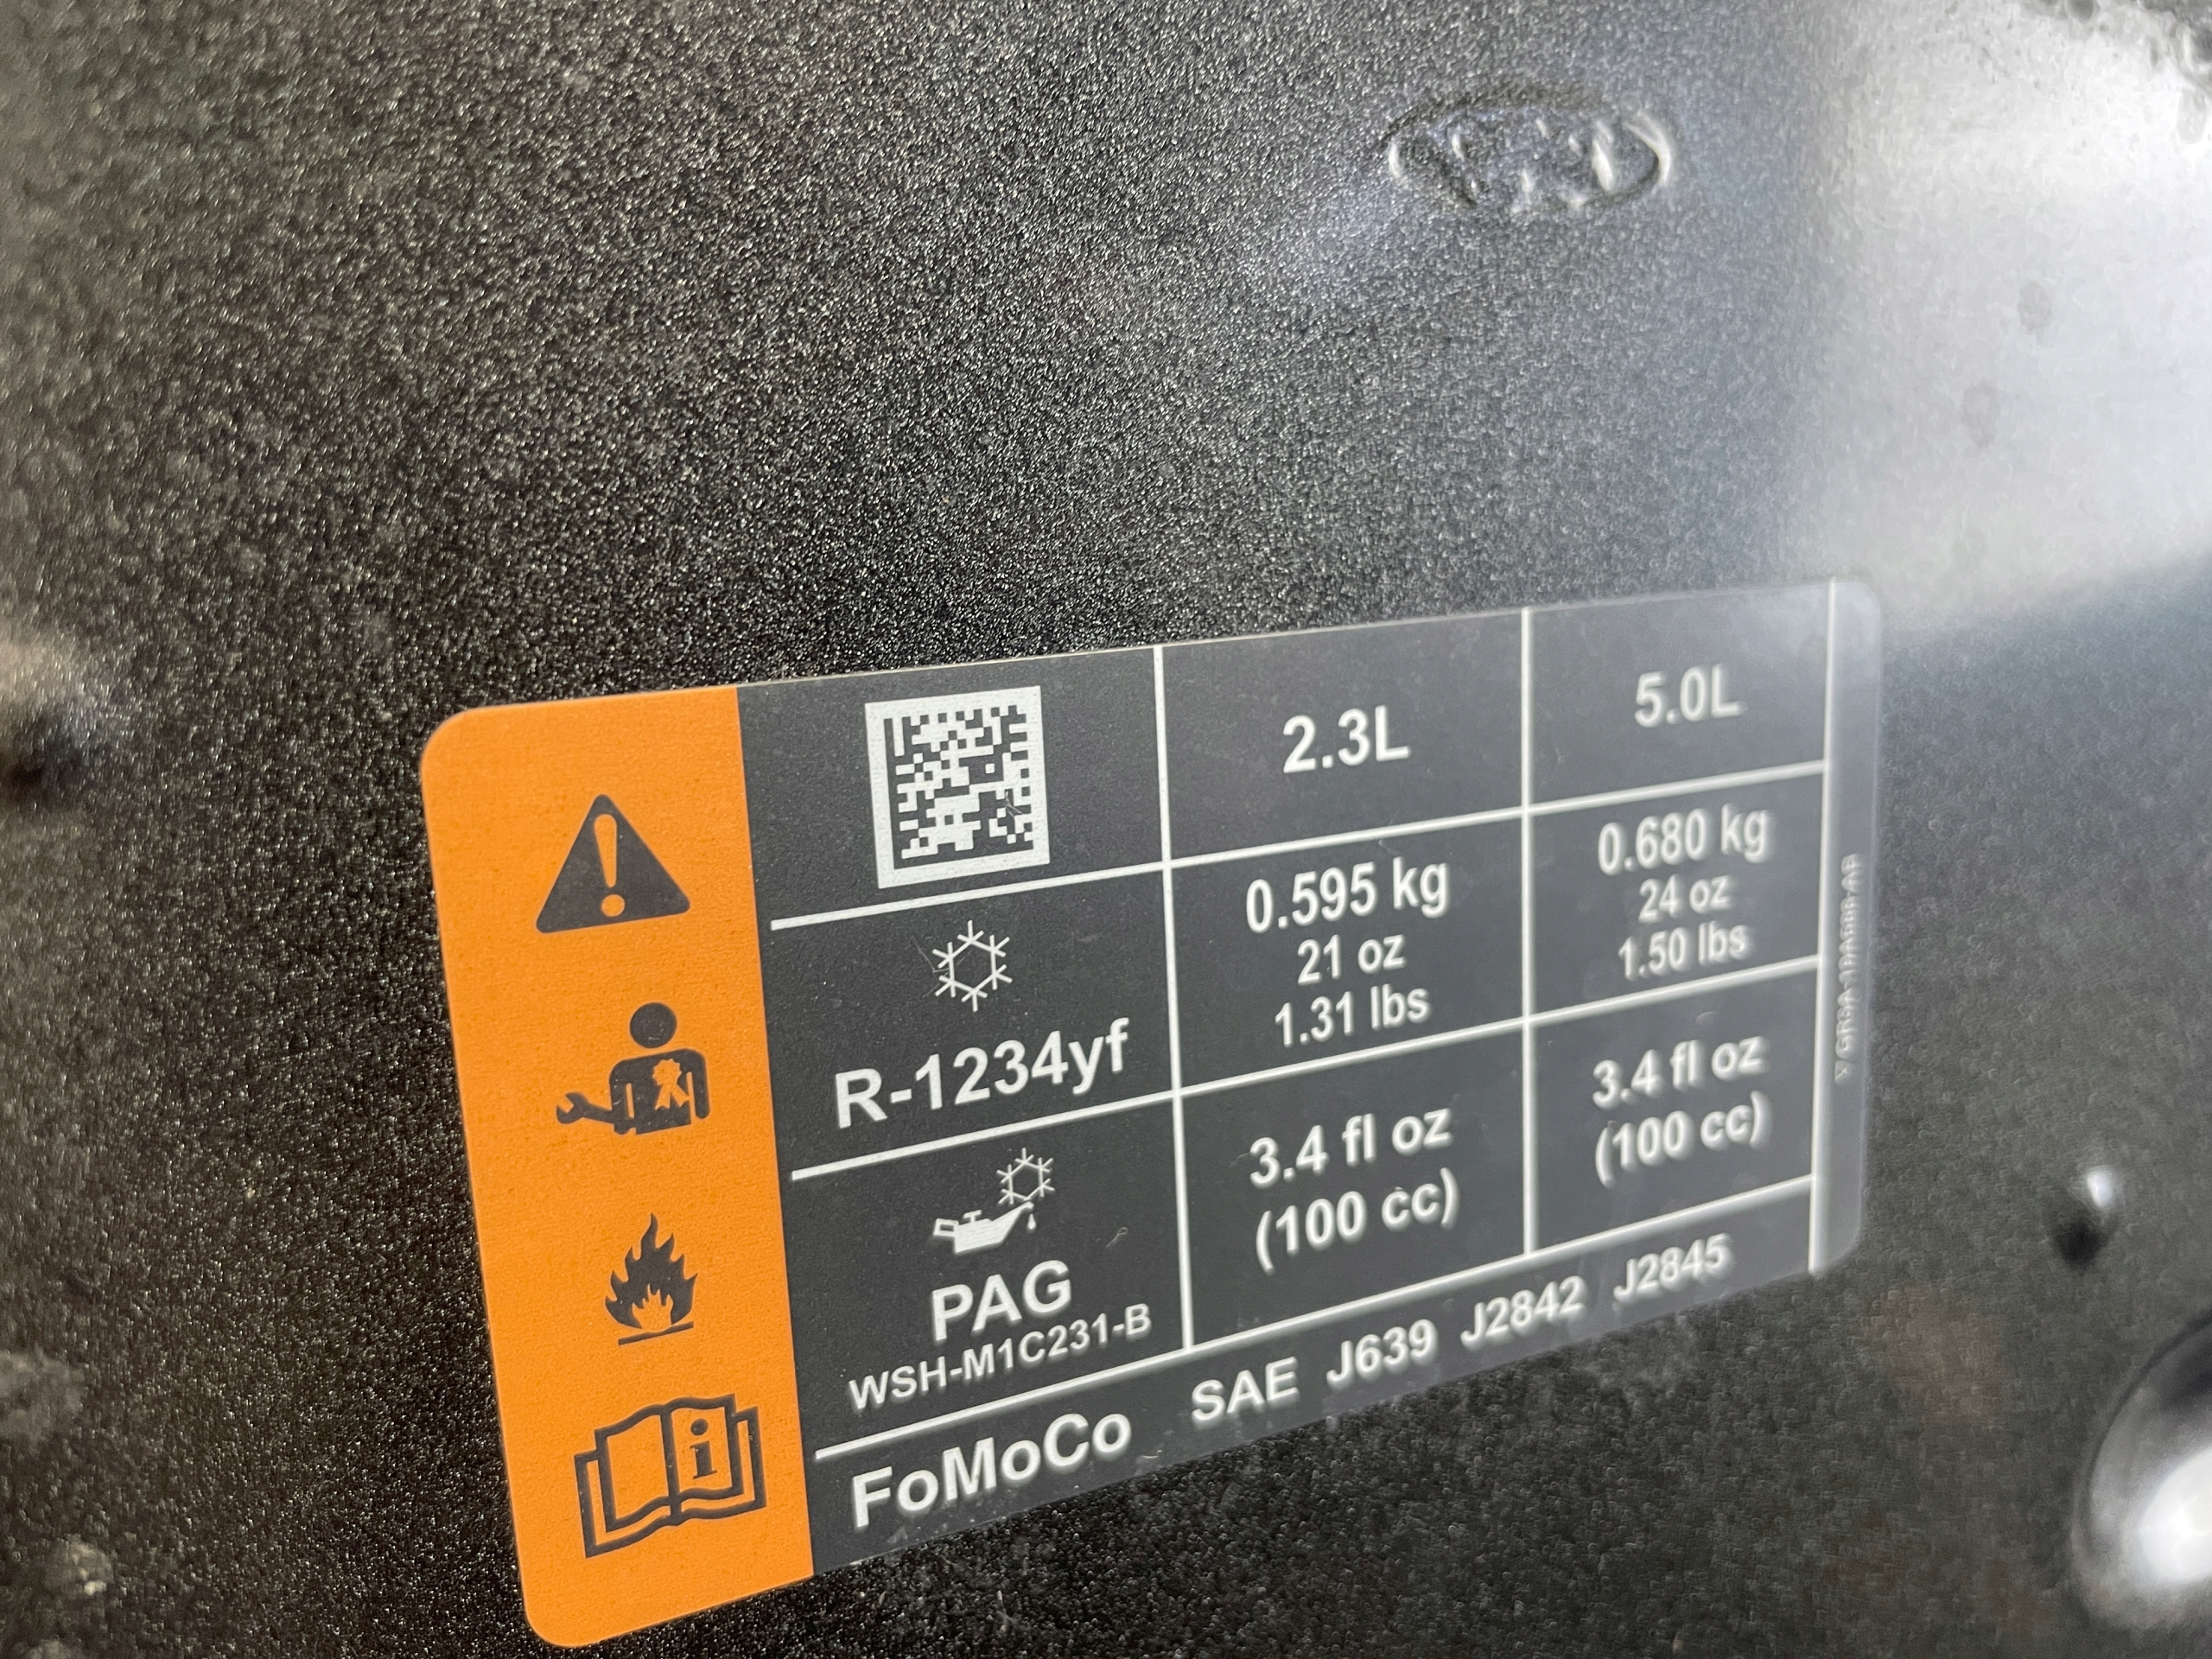 2.3L
5.0L
R-1234yf
0.595 kg
21 oz
1.31 lbs
0.680 kg
24 oz
1.50 lbs
PAG
WSH-M1C231-B
3.4 fl oz
(100 cc)
3.4 fl oz
(100 cc)
FoMoCo SAE J639 J2842 J2845